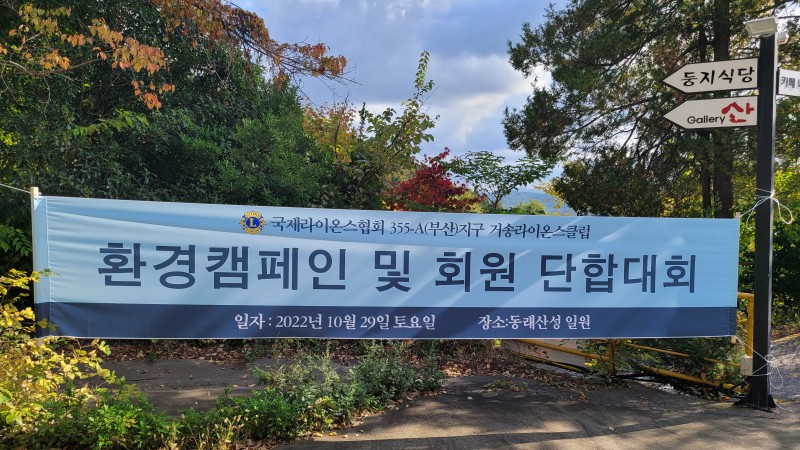 둥지식당
카페
Gallery 산
국제라이온스협회 355-A(부산)지구 거송라이온스클럽
환경캠페인 및 회원 단합대회
일자 : 2022년 10월 29일 토요일 장소:동래산성 일원